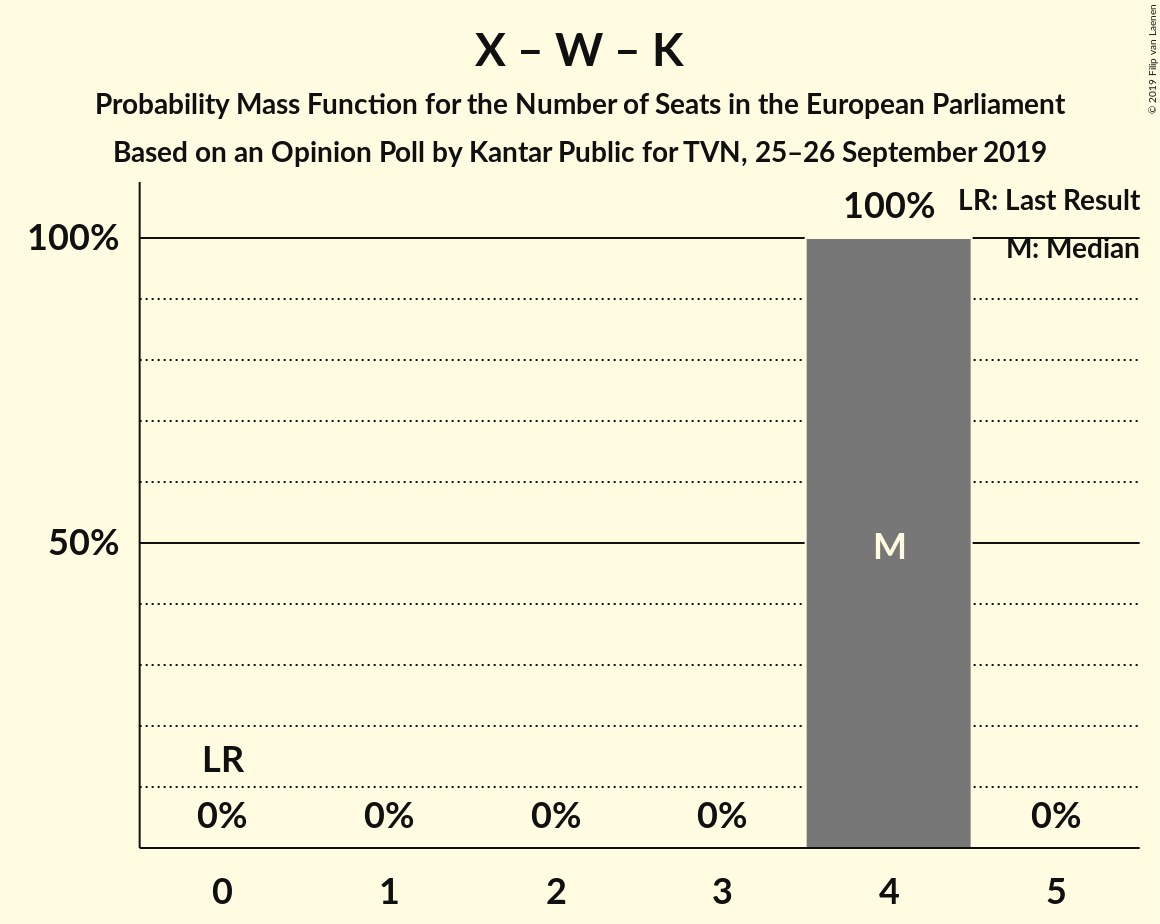 X – W – K
Probability Mass Function for the Number of Seats in the European Parliament
Based on an Opinion Poll by Kantar Public for TVN, 25–26 September 2019
© 2019 Filip van Laenen
LR: Last Result
M: Median
100%
100%
50%
M
LR
0%
0%
0%
0%
0%
0 1 2 3 4 5